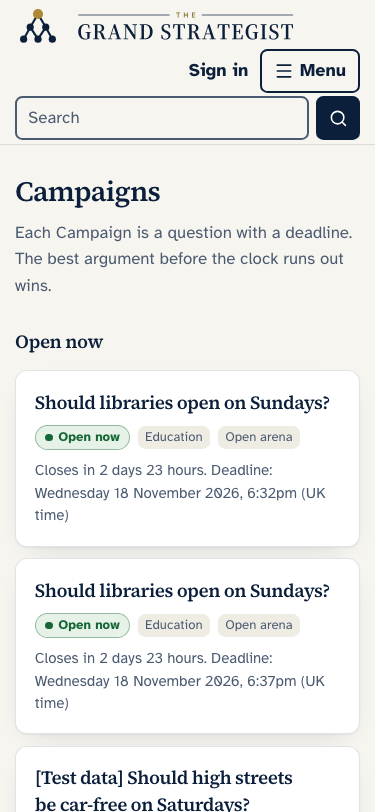 THE
GRAND STRATEGIST
Sign in
Menu
Search
Campaigns
Each Campaign is a question with a deadline.
The best argument before the clock runs out
wins.
Open now
Should libraries open on Sundays?
Open now Education Open arena
Closes in 2 days 23 hours. Deadline:
Wednesday 18 November 2026, 6:32pm (UK
time)
Should libraries open on Sundays?
Open now Education Open arena
Closes in 2 days 23 hours. Deadline:
Wednesday 18 November 2026, 6:37pm (UK
time)
[Test data] Should high streets
be car-free on Saturdays?